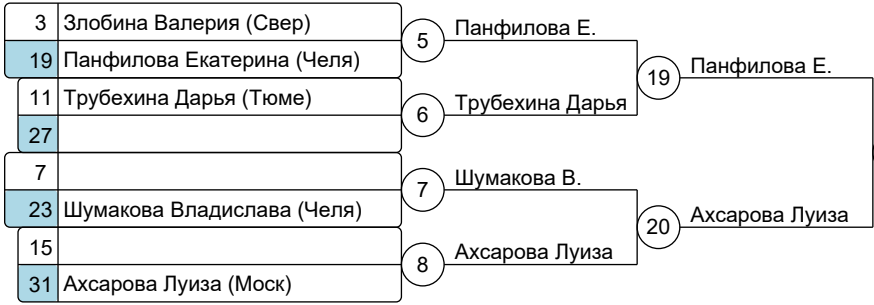 3 Злобина Валерия (Свер)
19 Панфилова Екатерина (Челя)
5 Панфилова Е.
11 Трубехина Дарья (Тюме)
27
6 Трубехина Дарья
19 Панфилова Е.
7
23 Шумакова Владислава (Челя)
7 Шумакова В.
15
31 Ахсарова Луиза (Моск)
8 Ахсарова Луиза
20 Ахсарова Луиза